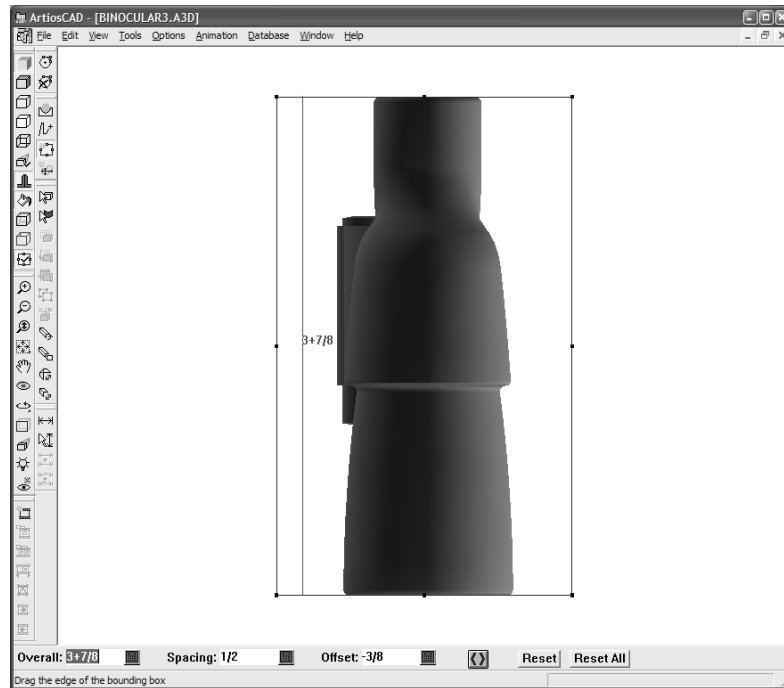 ArtiosCAD - [BINOCULAR3.A3D]
File Edit View Tools Options Animation Database Window Help
3+7/8
Overall: 3+7/8 Spacing: 1/2 Offset: -3/8 Reset Reset All
Drag the edge of the bounding box